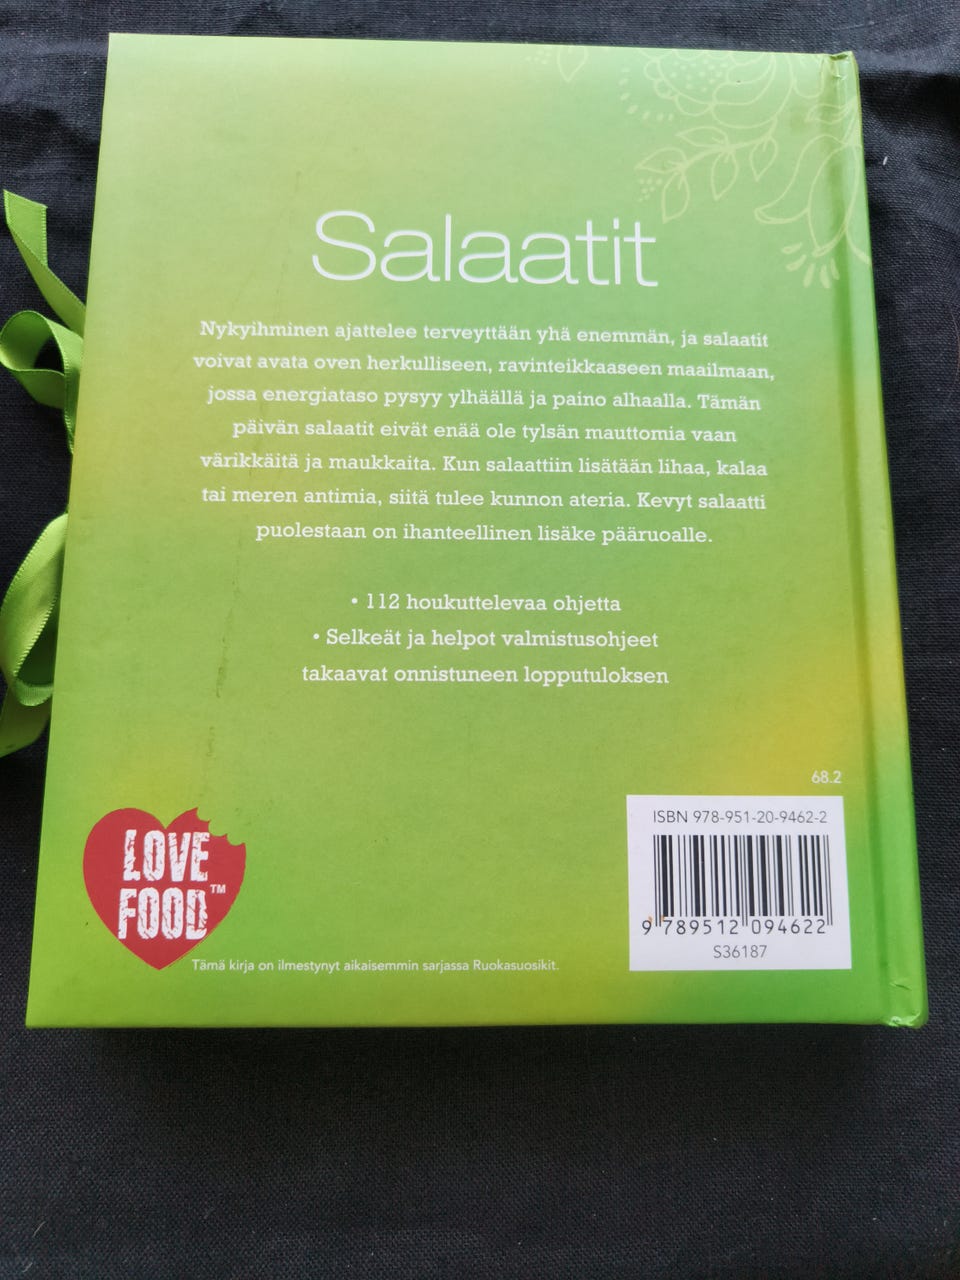 Salaatit
Nykyihminen ajattelee terveyttään yhä enemmän, ja salaatit
voivat avata oven herkulliseen, ravinteikkaaseen maailmaan,
jossa energiataso pysyy ylhäällä ja paino alhaalla. Tämän
päivän salaatit eivät enää ole tylsän mauttomia vaan
värikkäitä ja maukkaita. Kun salaattiin lisätään lihaa, kalaa
tai meren antimia, siitä tulee kunnon ateria. Kevyt salaatti
puolestaan on ihanteellinen lisäke pääruoalle.
• 112 houkuttelevaa ohjetta
• Selkeät ja helpot valmistusohjeet
takaavat onnistuneen lopputuloksen
68.2
ISBN 978-951-20-9462-2
9 789512 094622
S36187
LOVE
FOOD™
Tämä kirja on ilmestynyt aikaisemmin sarjassa Ruokasuosikit.